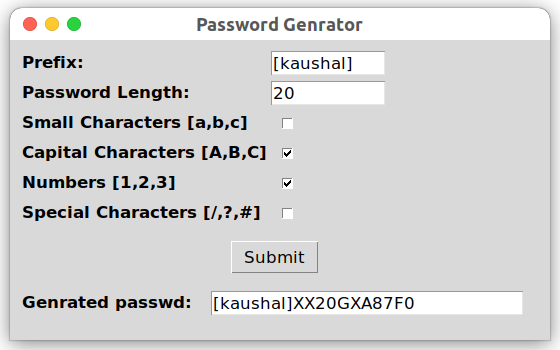 Password Genrator
Prefix: [kaushal]
Password Length: 20
Small Characters [a,b,c]
Capital Characters [A,B,C]
Numbers [1,2,3]
Special Characters [/,?,#]
Submit
Genrated passwd: [kaushal]XX20GXA87F0